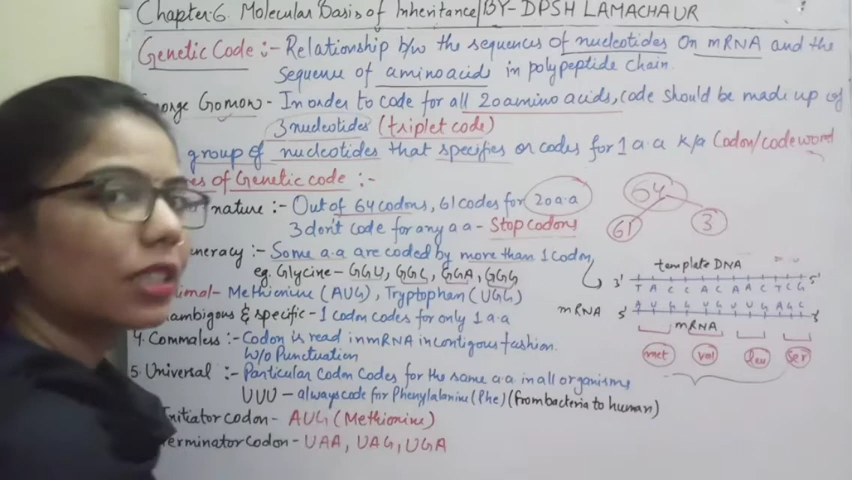 Chapter-6. Molecular Basis of Inheritance/BY-DPSH LAMACHAUR
Genetic Code :- Relationship b/w the sequences of nucleotides on mRNA and the
sequence of aminoacids in polypeptide chain.
George Gamow - In order to code for all 20 amino acids, code should be made up of
3 nucleotides (triplet code)
group of nucleotides that specifies or codes for 1 a.a k/a Codon/codeword
of Genetic code :-
nature :- Out of 64 codons, 61 codes for 20 a.a
3 don't code for any a a - Stop codons
64
61
3
:- Some a.a are coded by more than 1 Codon,
eg. Glycine - GGU, GGC, GGA, GGG
- Methionine (AUG), Tryptophan (UGG)
ambigous & specific - 1 codon codes for only 1 a.a
4. Commaless :- Codon is read in mRNA in contigous fashion.
W/o Punctuation
5. Universal :- Particular Codon Codes for the same a.a in all organisms
UUU - always code for Phenylalanine (Phe) (from bacteria to human)
Initiator codon - AUG (Methionine)
Terminator Codon - UAA, UAG, UGA
template DNA
3' T A C C A C A A C T C G 5'
mRNA 5' A U G G U G U U G A G C 3'
mRNA
met val leu Ser